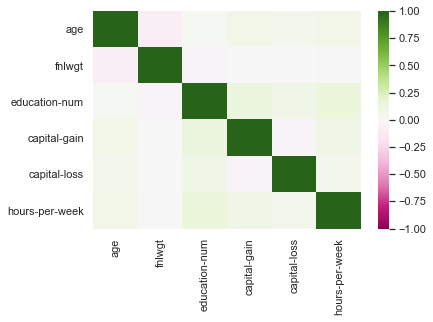 age
fnlwgt
education-num
capital-gain
capital-loss
hours-per-week
age
fnlwgt
education-num
capital-gain
capital-loss
hours-per-week
1.00
0.75
0.50
0.25
0.00
−0.25
−0.50
−0.75
−1.00